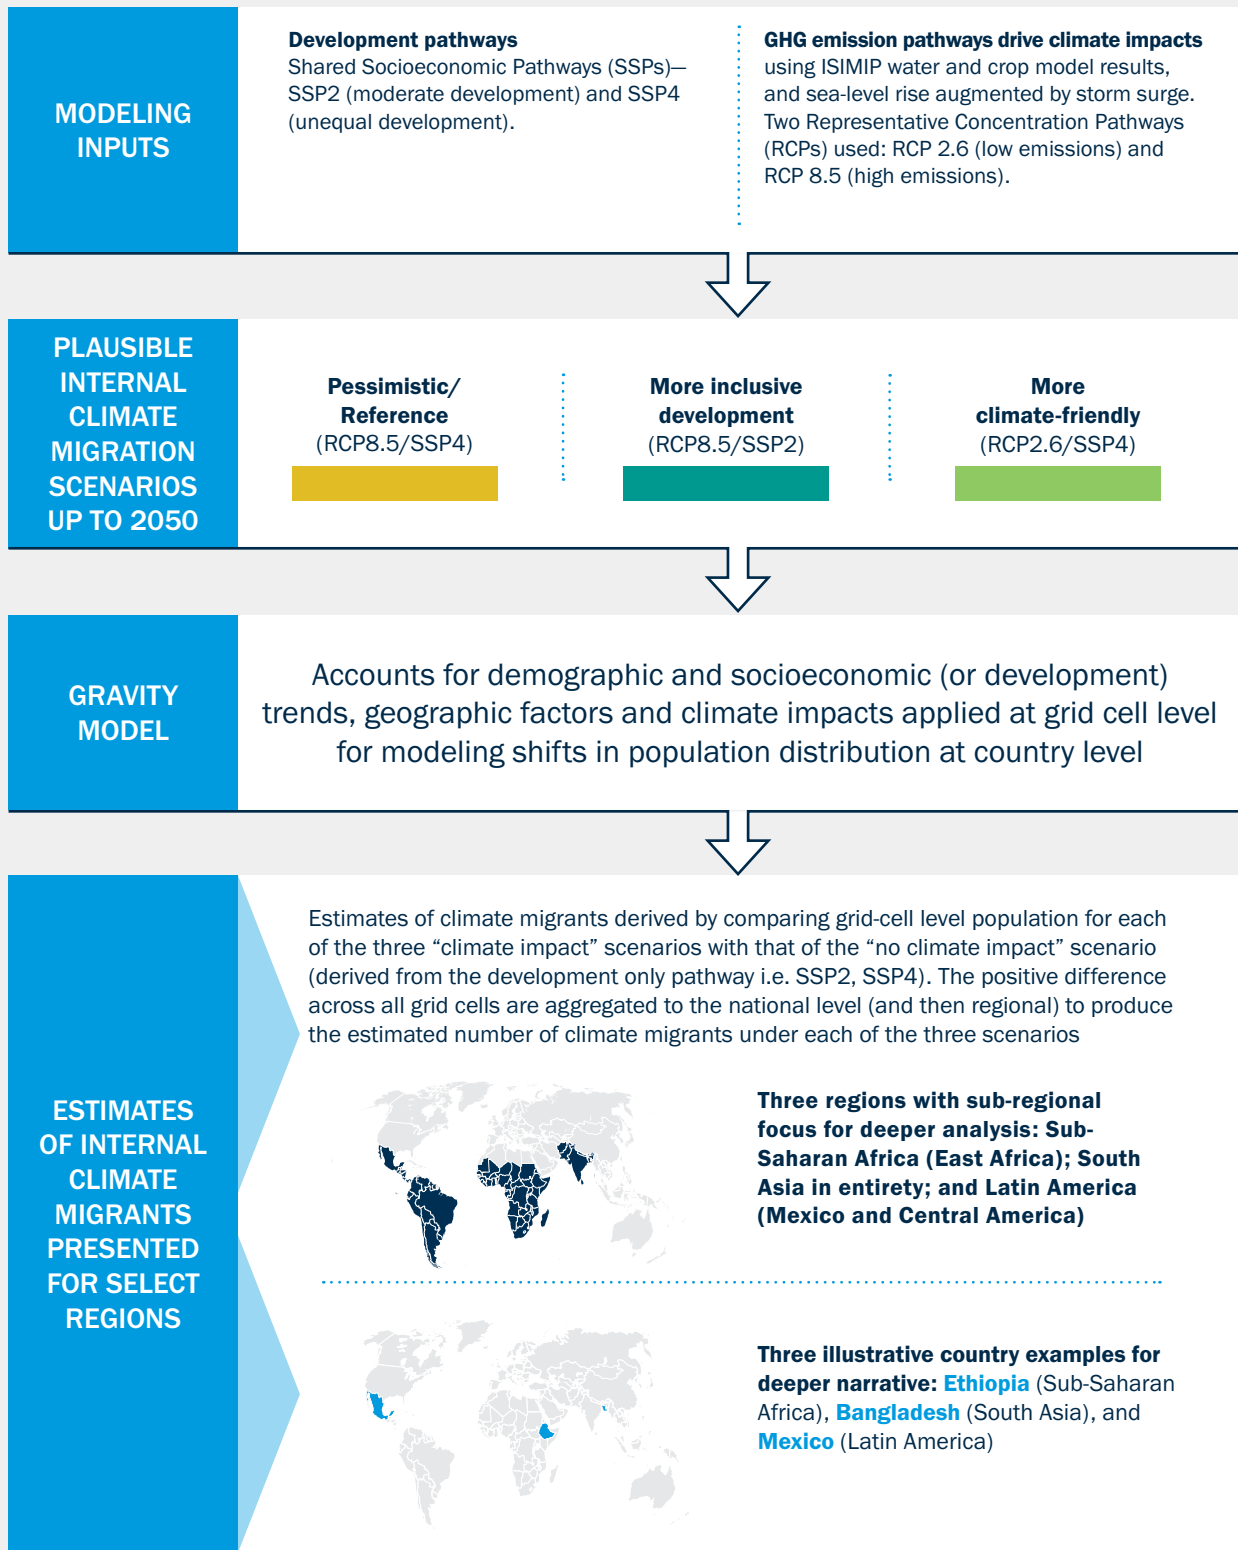 MODELING
INPUTS
Development pathways
Shared Socioeconomic Pathways (SSPs)—
SSP2 (moderate development) and SSP4
(unequal development).
GHG emission pathways drive climate impacts
using ISIMIP water and crop model results,
and sea-level rise augmented by storm surge.
Two Representative Concentration Pathways
(RCPs) used: RCP 2.6 (low emissions) and
RCP 8.5 (high emissions).
PLAUSIBLE
INTERNAL
CLIMATE
MIGRATION
SCENARIOS
UP TO 2050
Pessimistic/
Reference
(RCP8.5/SSP4)
More inclusive
development
(RCP8.5/SSP2)
More
climate-friendly
(RCP2.6/SSP4)
GRAVITY
MODEL
Accounts for demographic and socioeconomic (or development)
trends, geographic factors and climate impacts applied at grid cell level
for modeling shifts in population distribution at country level
ESTIMATES
OF INTERNAL
CLIMATE
MIGRANTS
PRESENTED
FOR SELECT
REGIONS
Estimates of climate migrants derived by comparing grid-cell level population for each
of the three “climate impact” scenarios with that of the “no climate impact” scenario
(derived from the development only pathway i.e. SSP2, SSP4). The positive difference
across all grid cells are aggregated to the national level (and then regional) to produce
the estimated number of climate migrants under each of the three scenarios
Three regions with sub-regional
focus for deeper analysis: Sub-
Saharan Africa (East Africa); South
Asia in entirety; and Latin America
(Mexico and Central America)
Three illustrative country examples for
deeper narrative: Ethiopia (Sub-Saharan
Africa), Bangladesh (South Asia), and
Mexico (Latin America)